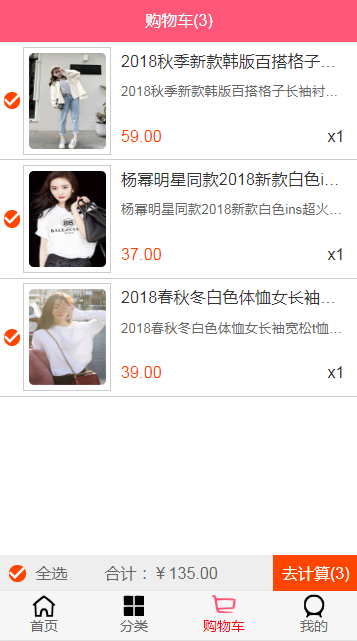 购物车(3)
2018秋季新款韩版百搭格子…
2018秋季新款韩版百搭格子长袖衬…
59.00 x1
杨幂明星同款2018新款白色i…
杨幂明星同款2018新款白色ins超火…
37.00 x1
2018春秋冬白色体恤女长袖…
2018春秋冬白色体恤女长袖宽松t恤…
39.00 x1
全选 合计：￥135.00 去计算(3)
首页 分类 购物车 我的